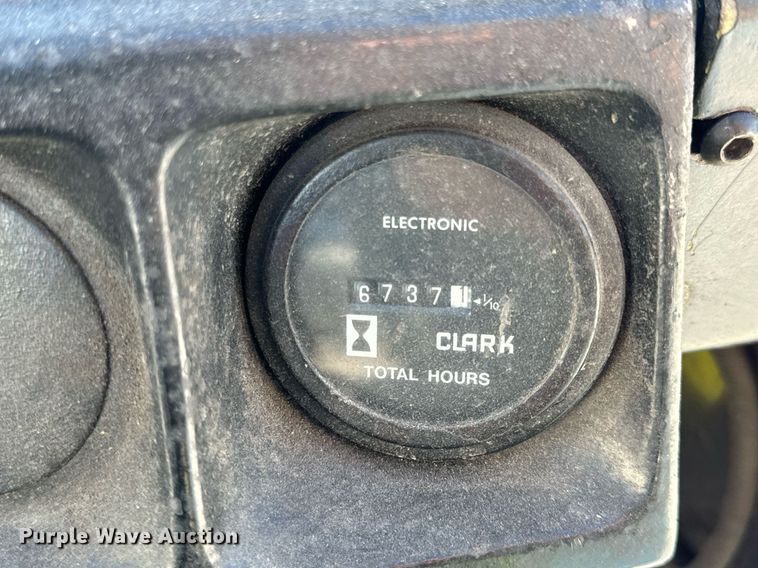 ELECTRONIC
6737 ◄1/10
CLARK
TOTAL HOURS
Purple Wave Auction